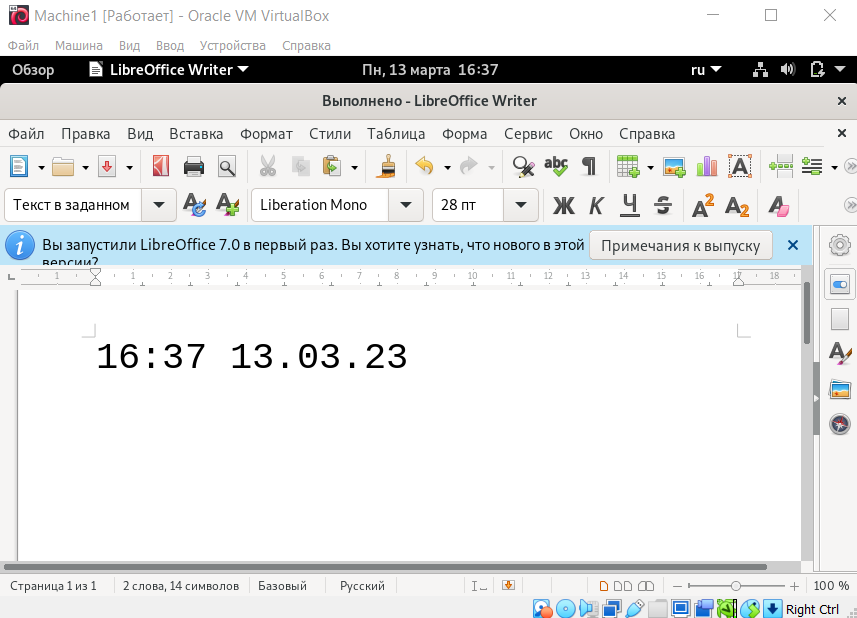 Machine1 [Работает] - Oracle VM VirtualBox
Файл Машина Вид Ввод Устройства Справка
Обзор LibreOffice Writer Пн, 13 марта 16:37 ru
Выполнено - LibreOffice Writer
Файл Правка Вид Вставка Формат Стили Таблица Форма Сервис Окно Справка
Текст в заданном Liberation Mono 28 пт Ж К Ч S A2 A2
Вы запустили LibreOffice 7.0 в первый раз. Вы хотите узнать, что нового в этой версии? Примечания к выпуску
1 1 2 3 4 5 6 7 8 9 10 11 12 13 14 15 16 17 18
16:37 13.03.23
Страница 1 из 1 2 слова, 14 символов Базовый Русский 100 %
Right Ctrl